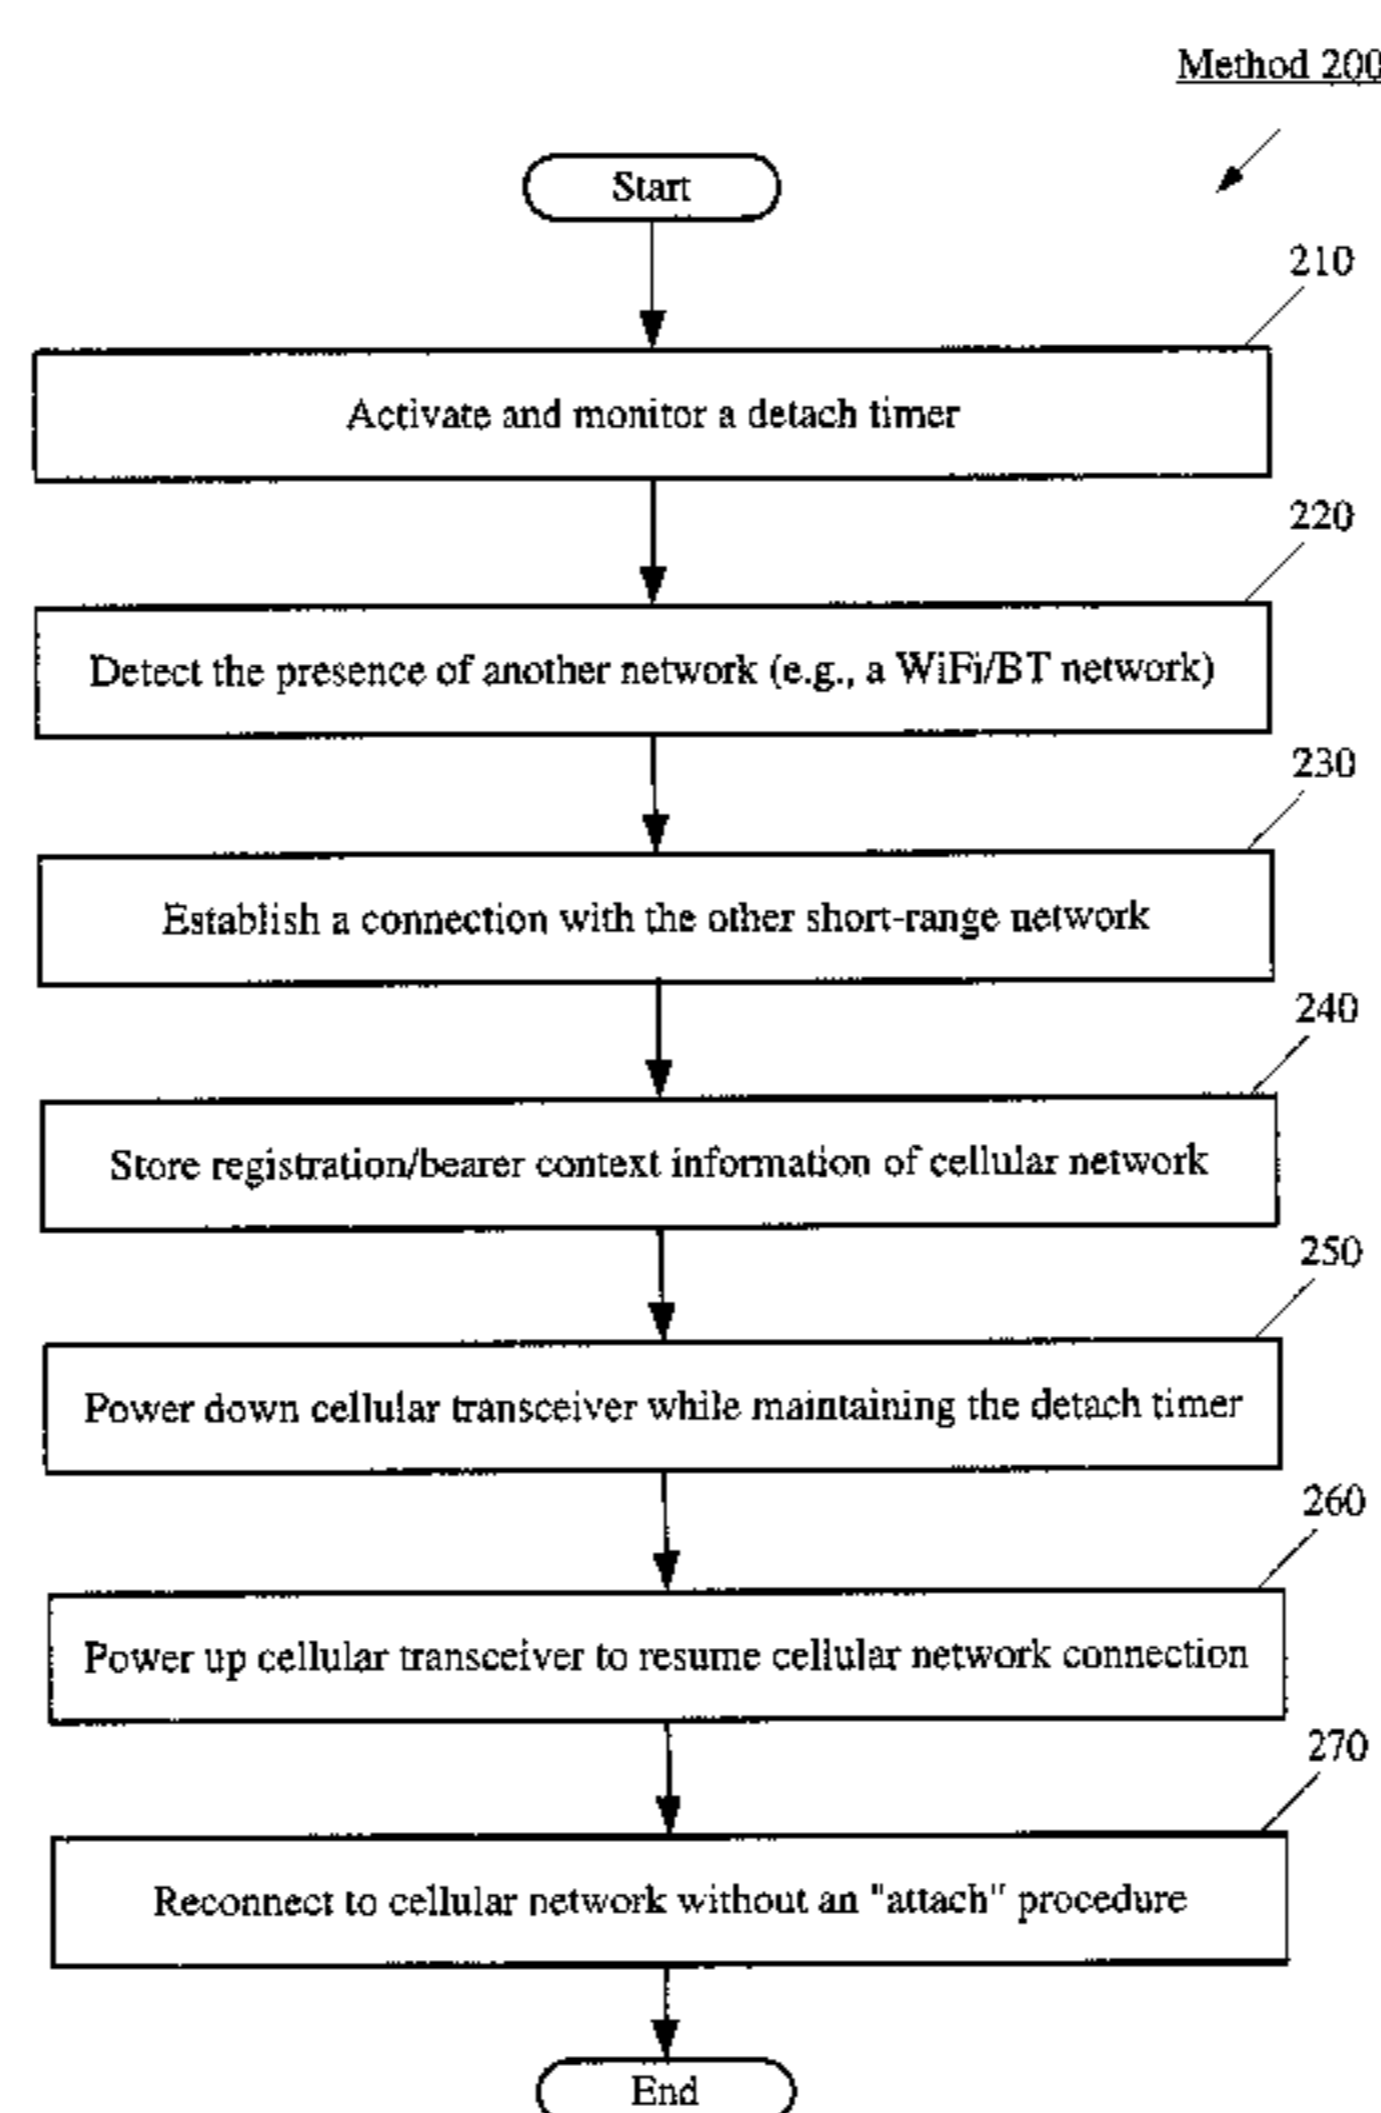 Method 200
Start
210
Activate and monitor a detach timer
220
Detect the presence of another network (e.g., a WiFi/BT network)
230
Establish a connection with the other short-range network
240
Store registration/bearer context information of cellular network
250
Power down cellular transceiver while maintaining the detach timer
260
Power up cellular transceiver to resume cellular network connection
270
Reconnect to cellular network without an "attach" procedure
End